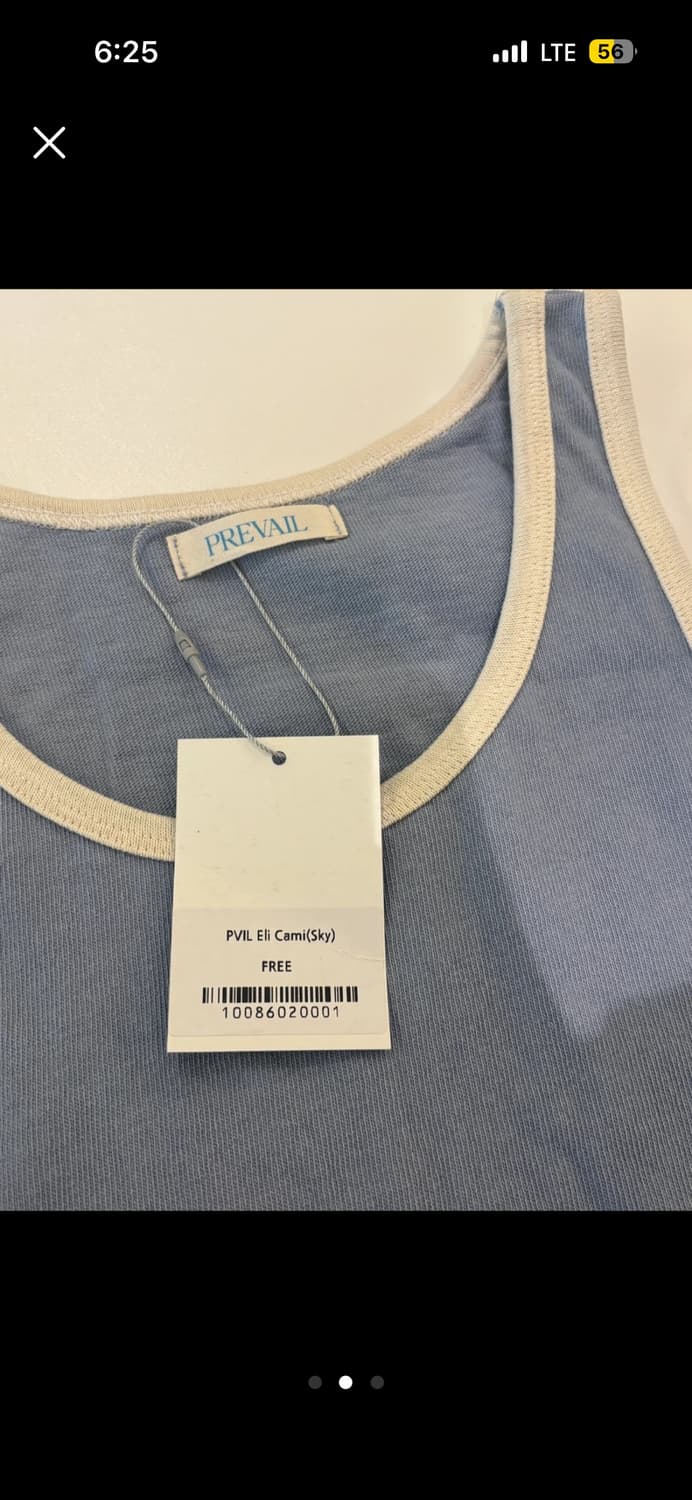 6:25
LTE
56
PREVAIL
PVIL Eli Cami(Sky)
FREE
10086020001